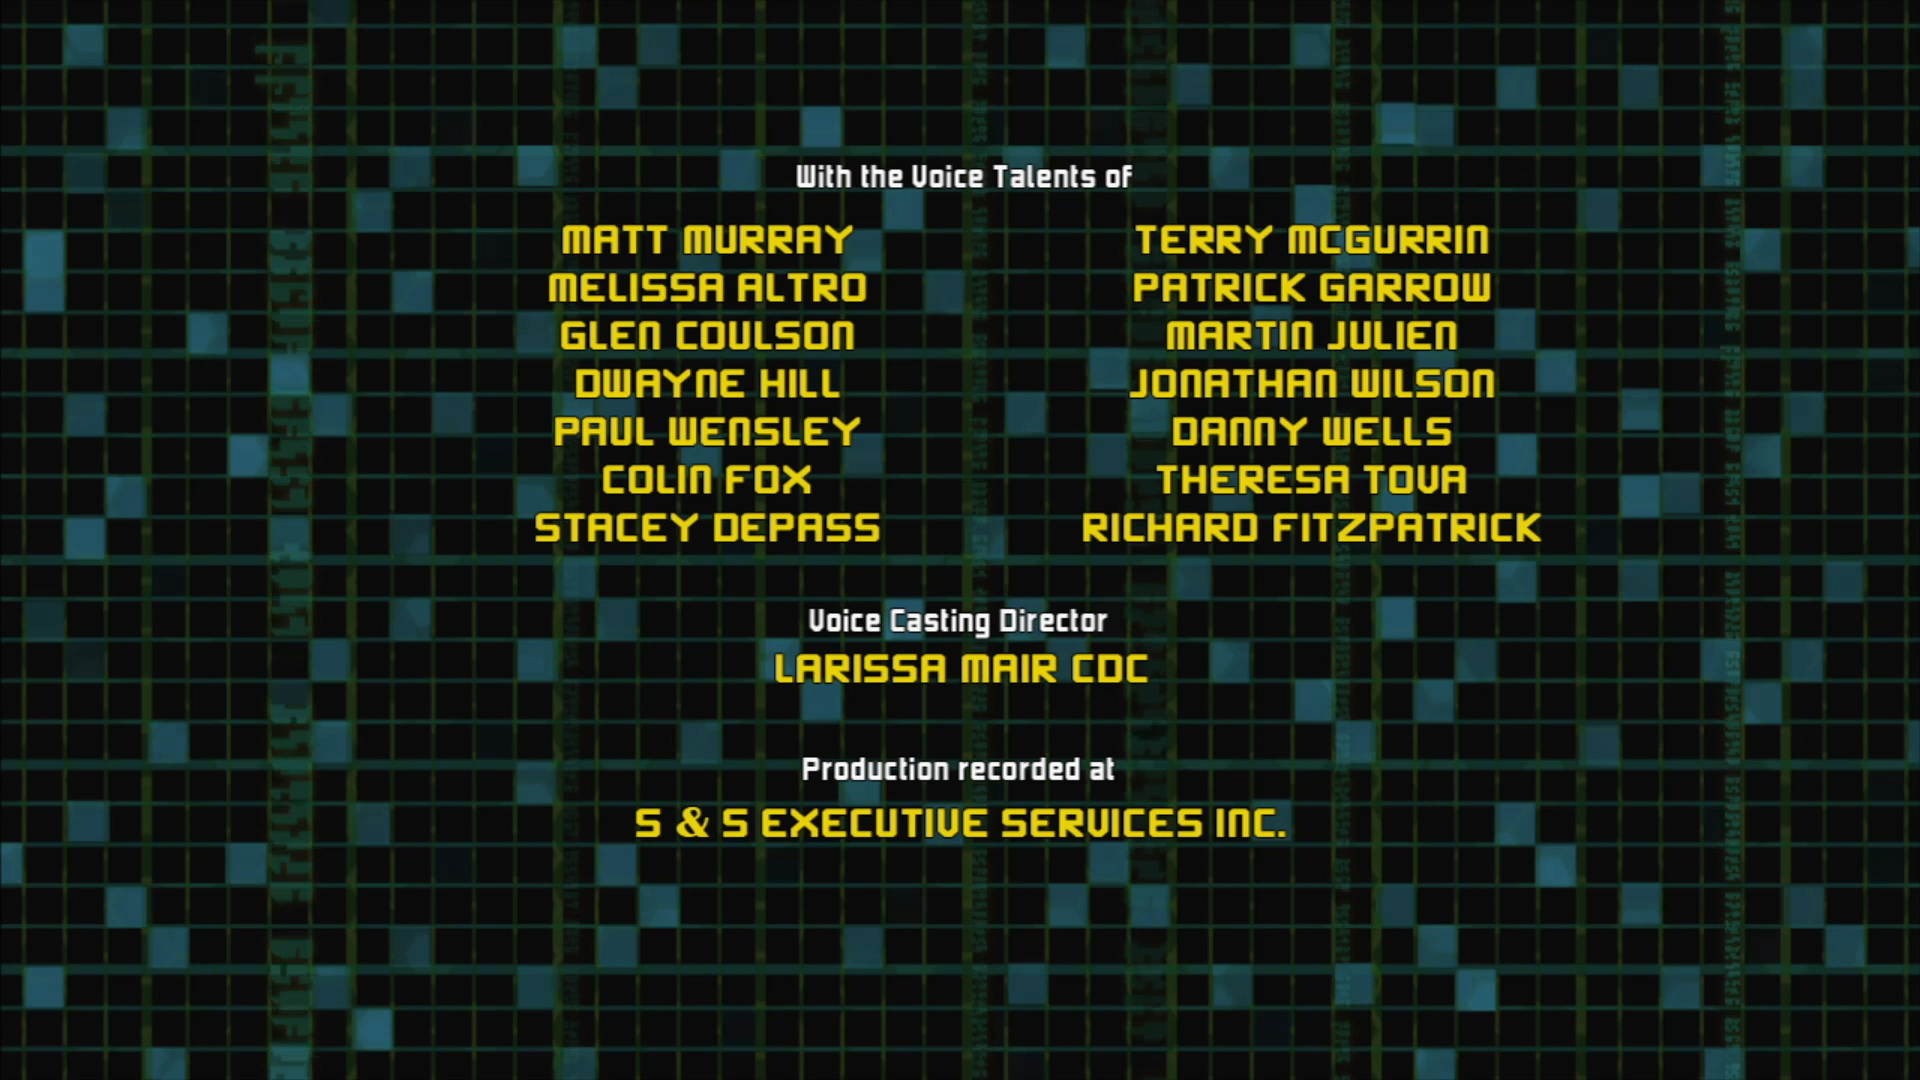 With the Voice Talents of
MATT MURRAY
MELISSA ALTRO
GLEN COULSON
DWAYNE HILL
PAUL WENSLEY
COLIN FOX
STACEY DEPASS
TERRY MCGURRIN
PATRICK GARROW
MARTIN JULIEN
JONATHAN WILSON
DANNY WELLS
THERESA TOVA
RICHARD FITZPATRICK
Voice Casting Director
LARISSA MAIR CDC
Production recorded at
S & S EXECUTIVE SERVICES INC.